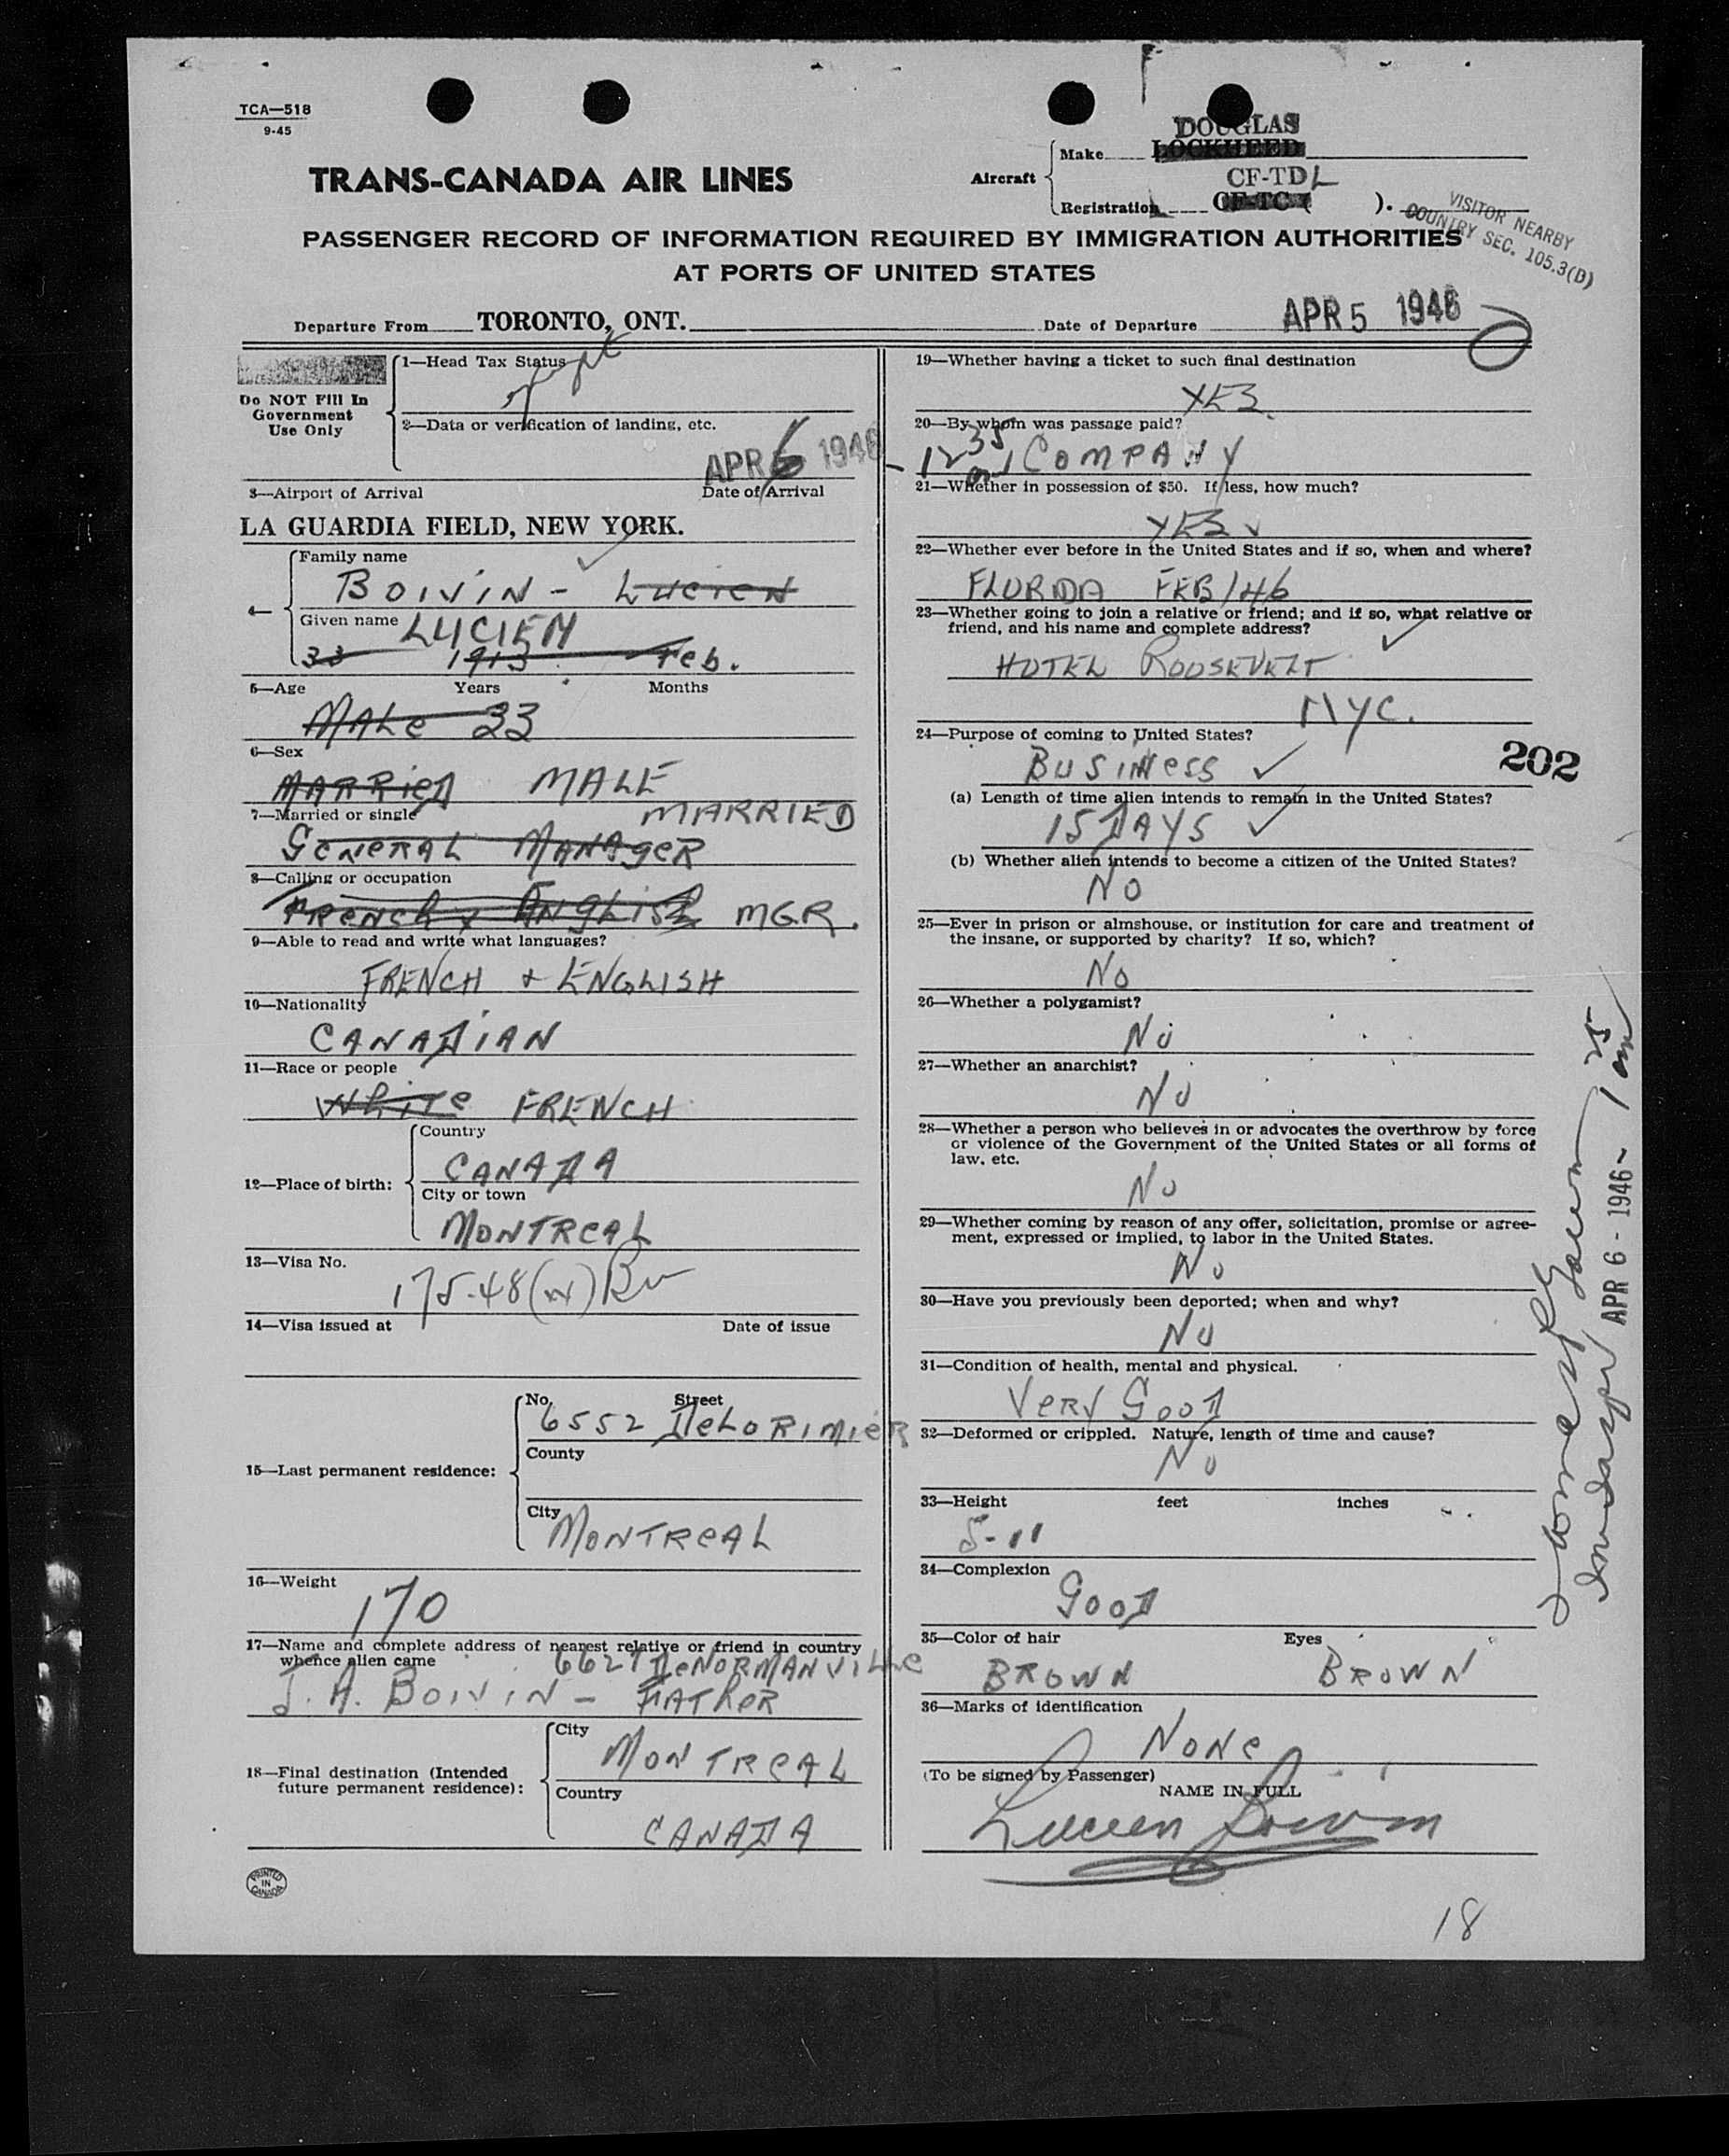 TCA—518
9-45
DOUGLAS
Make LOCKHEED
Aircraft
CF-TDL
Registration CF-TC ( ).
TRANS-CANADA AIR LINES
VISITOR NEARBY
COUNTRY SEC. 105.3(D)
PASSENGER RECORD OF INFORMATION REQUIRED BY IMMIGRATION AUTHORITIES
AT PORTS OF UNITED STATES
Departure From TORONTO, ONT. Date of Departure APR 5 1946
Do NOT Fill In
Government
Use Only
1—Head Tax Status
2—Data or verification of landing, etc.
APR 6 1946
3—Airport of Arrival Date of Arrival
LA GUARDIA FIELD, NEW YORK.
4—
Family name
BOIVIN - LUCIEN
Given name LUCIEN
33 1913 Feb.
5—Age Years Months
MALE 33
6—Sex
MARRIED MALE
7—Married or single MARRIED
GENERAL MANAGER
8—Calling or occupation
FRENCH & ENGLISH MGR.
9—Able to read and write what languages?
FRENCH & ENGLISH
10—Nationality
CANADIAN
11—Race or people
White FRENCH
12—Place of birth:
Country
CANADA
City or town
MONTREAL
13—Visa No.
175.48
14—Visa issued at Date of issue
15—Last permanent residence:
No. Street
6552 DELORIMIER
County
City
MONTREAL
16—Weight
170
17—Name and complete address of nearest relative or friend in country
whence alien came 6627 DENORMANVILLE
J. A. BOIVIN - FATHER
18—Final destination (Intended
future permanent residence):
City
MONTREAL
Country
CANADA
PRINTED
IN
CANADA
19—Whether having a ticket to such final destination
YES
20—By whom was passage paid?
1235 COMPANY
21—Whether in possession of $50. If less, how much?
YES
22—Whether ever before in the United States and if so, when and where?
FLORIDA FEB/46
23—Whether going to join a relative or friend; and if so, what relative or
friend, and his name and complete address?
HOTEL ROOSEVELT
NYC.
24—Purpose of coming to United States?
BUSINESS
202
(a) Length of time alien intends to remain in the United States?
15 DAYS
(b) Whether alien intends to become a citizen of the United States?
NO
25—Ever in prison or almshouse, or institution for care and treatment of
the insane, or supported by charity? If so, which?
NO
26—Whether a polygamist?
NO
27—Whether an anarchist?
NO
28—Whether a person who believes in or advocates the overthrow by force
or violence of the Government of the United States or all forms of
law, etc.
NO
29—Whether coming by reason of any offer, solicitation, promise or agree-
ment, expressed or implied, to labor in the United States.
NO
30—Have you previously been deported; when and why?
NO
31—Condition of health, mental and physical.
VERY GOOD
32—Deformed or crippled. Nature, length of time and cause?
NO
33—Height feet inches
5-11
34—Complexion
GOOD
35—Color of hair Eyes
BROWN BROWN
36—Marks of identification
NONE
(To be signed by Passenger)
NAME IN FULL
Lucien Boivin
APR 6 - 1946 - 1 25 am
18